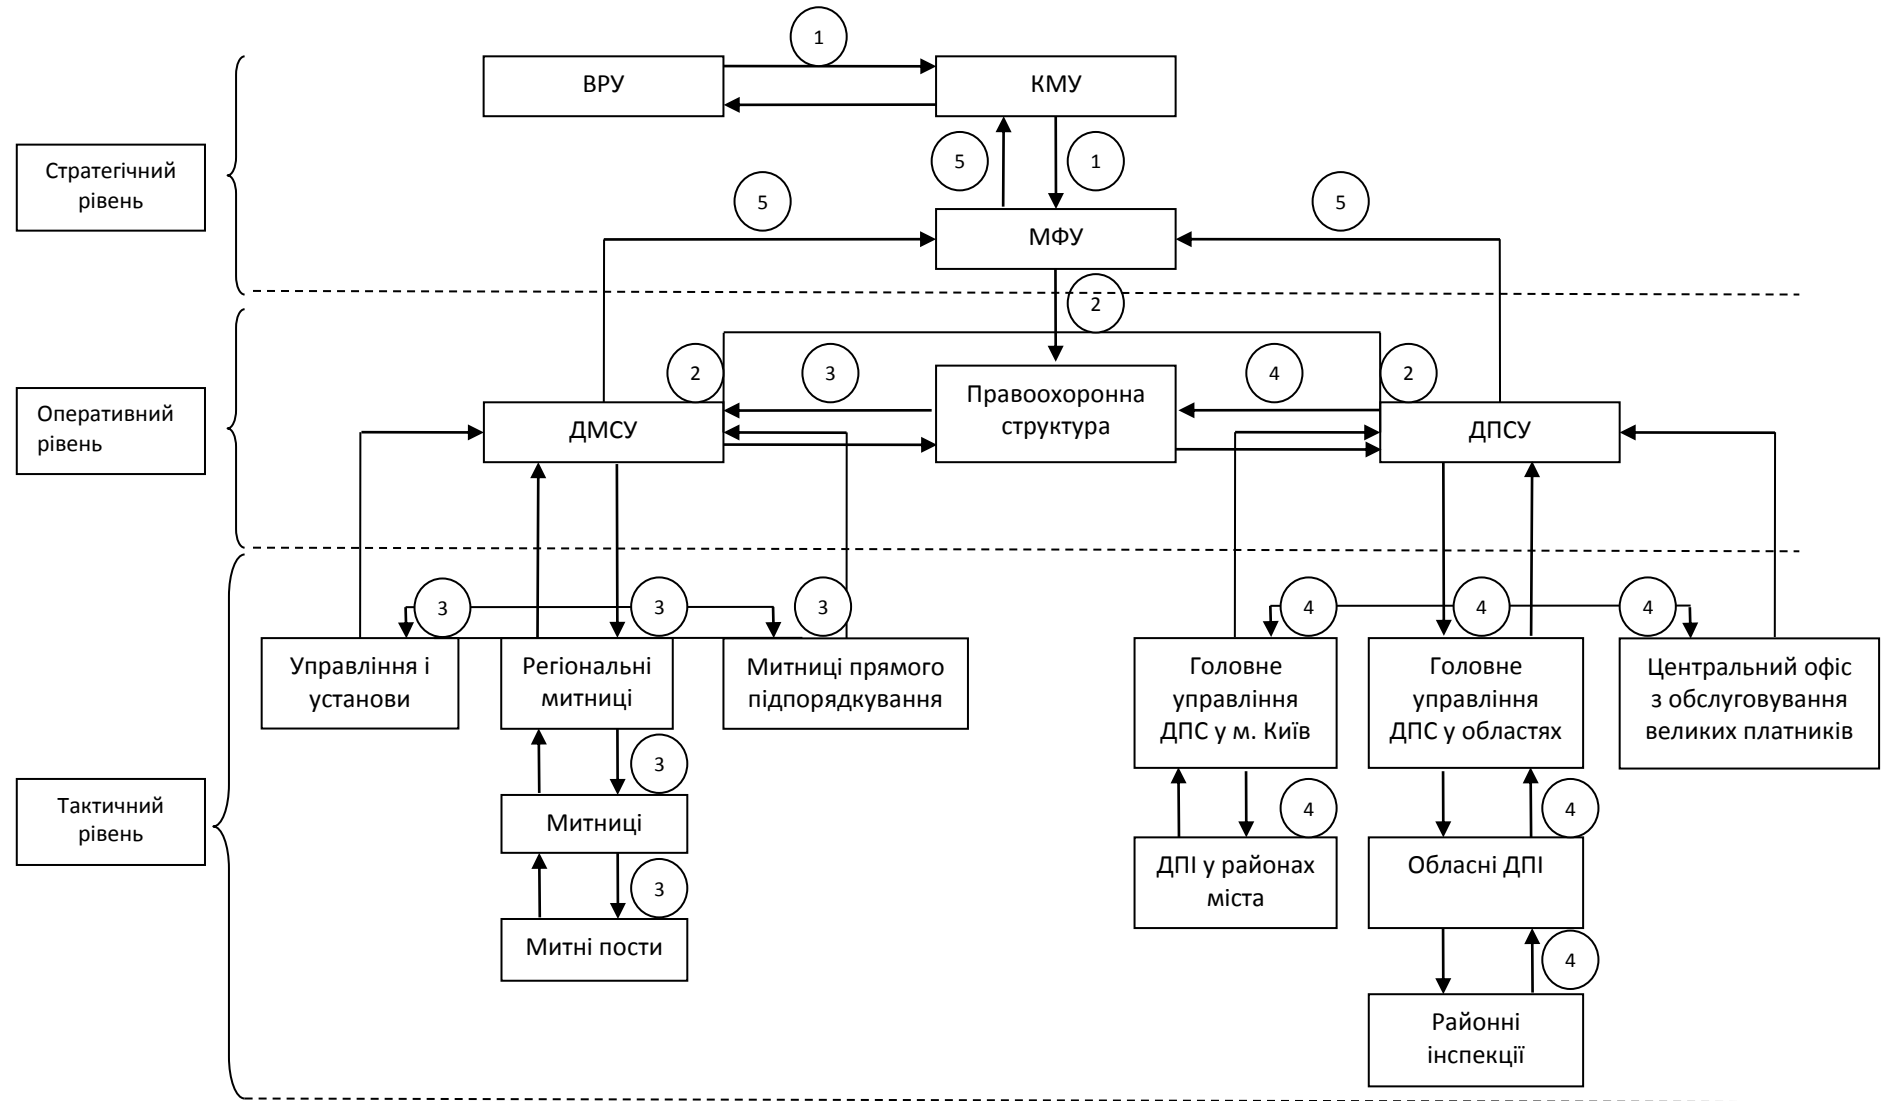 1
ВРУ
КМУ
5
1
Стратегічний
рівень
5
5
МФУ
2
2
3
4
2
Оперативний
рівень
Правоохоронна
структура
ДМСУ
ДПСУ
3
3
3
4
4
4
Управління і
установи
Регіональні
митниці
Митниці прямого
підпорядкування
Головне
управління
ДПС у м. Київ
Головне
управління
ДПС у областях
Центральний офіс
з обслуговування
великих платників
3
4
4
Тактичний
рівень
Митниці
ДПІ у районах
міста
Обласні ДПІ
3
Митні пости
4
Районні
інспекції